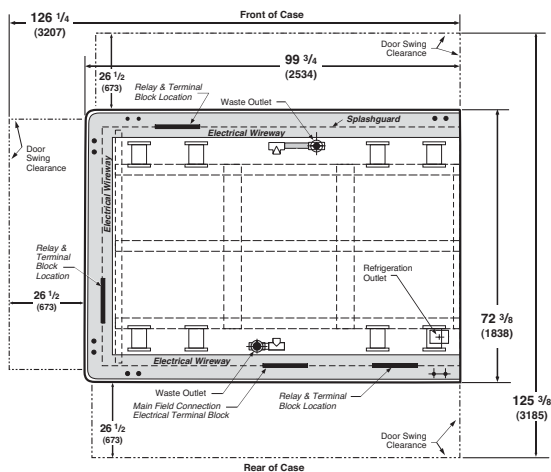 126 1/4
(3207)
Front of Case
Door Swing
Clearance
99 3/4
(2534)
26 1/2
(673)
Relay & Terminal
Block Location
Waste Outlet
Splashguard
Electrical Wireway
Door
Swing
Clearance
Electrical Wireway
Relay &
Terminal
Block
Location
Refrigeration
Outlet
26 1/2
(673)
72 3/8
(1838)
Electrical Wireway
Waste Outlet
Main Field Connection
Electrical Terminal Block
Relay & Terminal
Block Location
125 3/8
(3185)
26 1/2
(673)
Door Swing
Clearance
Rear of Case